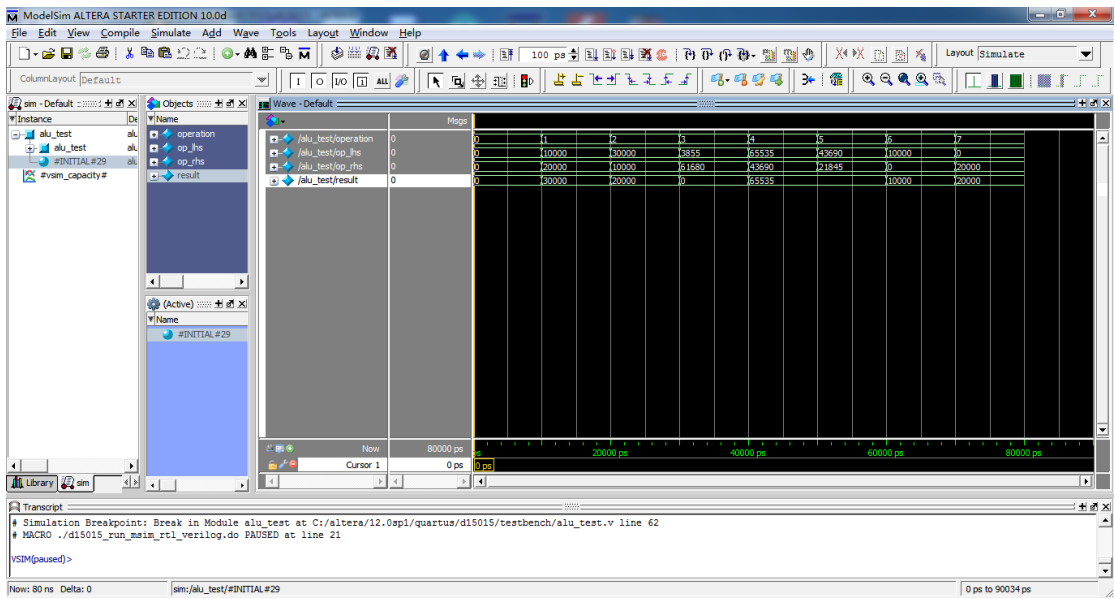 ModelSim ALTERA STARTER EDITION 10.0d
File Edit View Compile Simulate Add Wave Tools Layout Window Help
100 ps Layout Simulate
ColumnLayout Default I O I/O ALL
sim - Default Objects Wave - Default
Instance De Name Msgs
alu_test alu operation /alu_test/operation 0 0 1 2 3 4 5 6 7
alu_test alu op_lhs /alu_test/op_lhs 0 0 10000 30000 3855 65535 43690 10000 0
#INITIAL#29 alu op_rhs /alu_test/op_rhs 0 0 20000 10000 61680 43690 21845 0 20000
#vsim_capacity# result /alu_test/result 0 0 30000 20000 0 65535 10000 20000
(Active)
Name
#INITIAL#29
Now 80000 ps ps 20000 ps 40000 ps 60000 ps 80000 ps
Cursor 1 0 ps 0 ps
Library sim
Transcript
# Simulation Breakpoint: Break in Module alu_test at C:/altera/12.0sp1/quartus/d15015/testbench/alu_test.v line 62
# MACRO ./d15015_run_msim_rtl_verilog.do PAUSED at line 21
VSIM(paused)>
Now: 80 ns Delta: 0 sim:/alu_test/#INITIAL#29 0 ps to 90034 ps